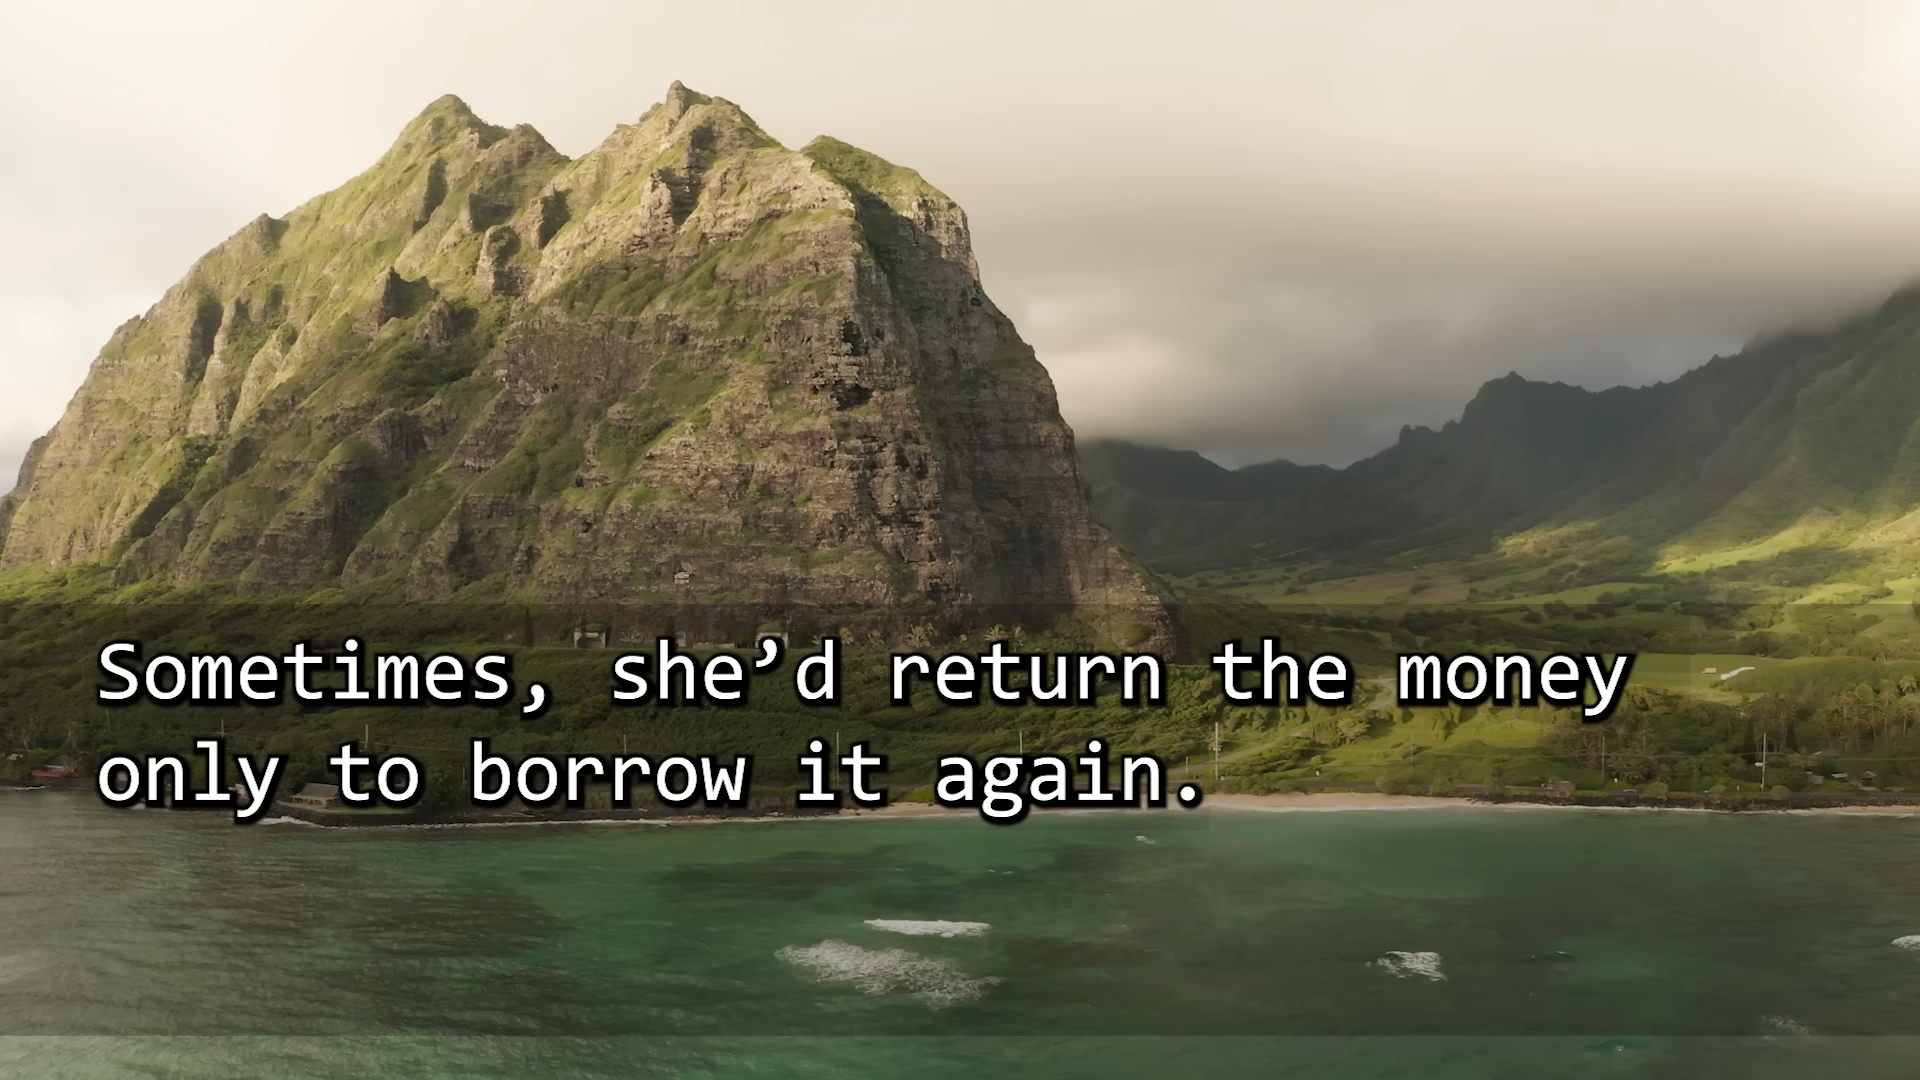 Sometimes, she’d return the money
only to borrow it again.